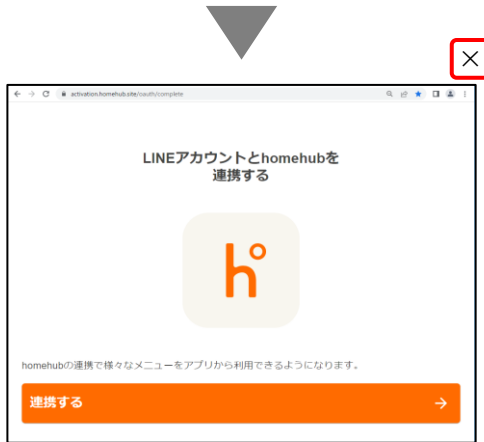 activation.homehub.site/oauth/complete
LINEアカウントとhomehubを
連携する
h°
homehubの連携で様々なメニューをアプリから利用できるようになります。
連携する